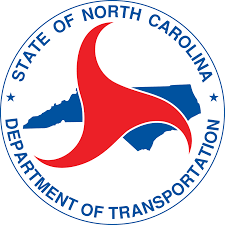 STATE OF NORTH CAROLINA
DEPARTMENT OF TRANSPORTATION